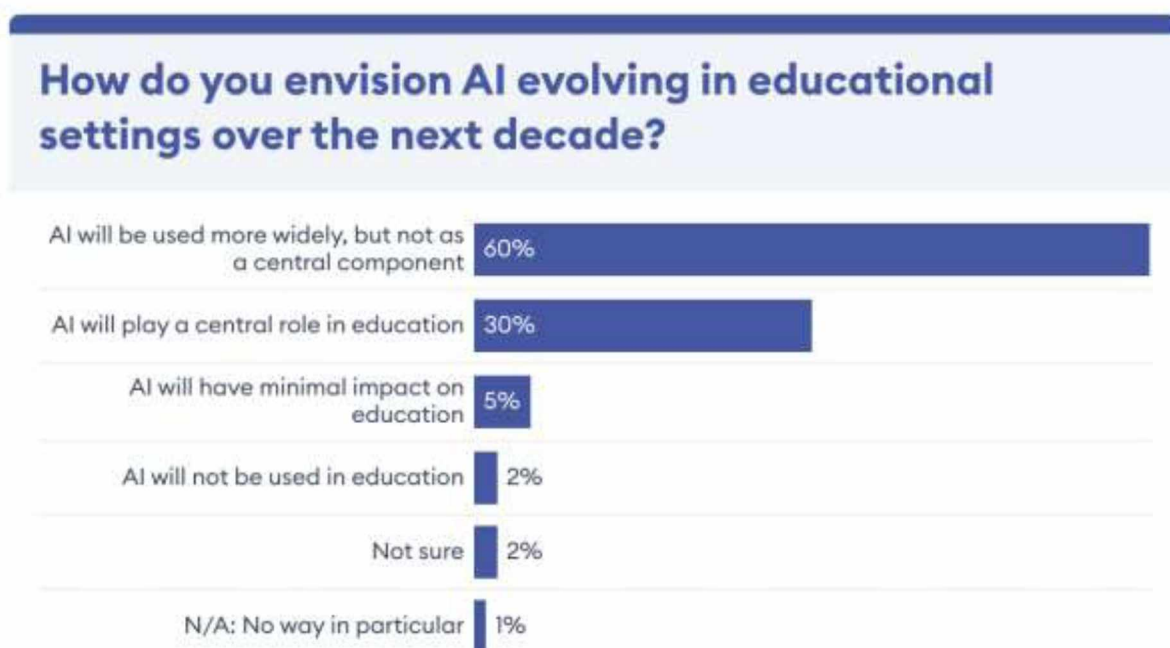 How do you envision AI evolving in educational
settings over the next decade?
AI will be used more widely, but not as
a central component
60%
AI will play a central role in education
30%
AI will have minimal impact on
education
5%
AI will not be used in education
2%
Not sure
2%
N/A: No way in particular
1%